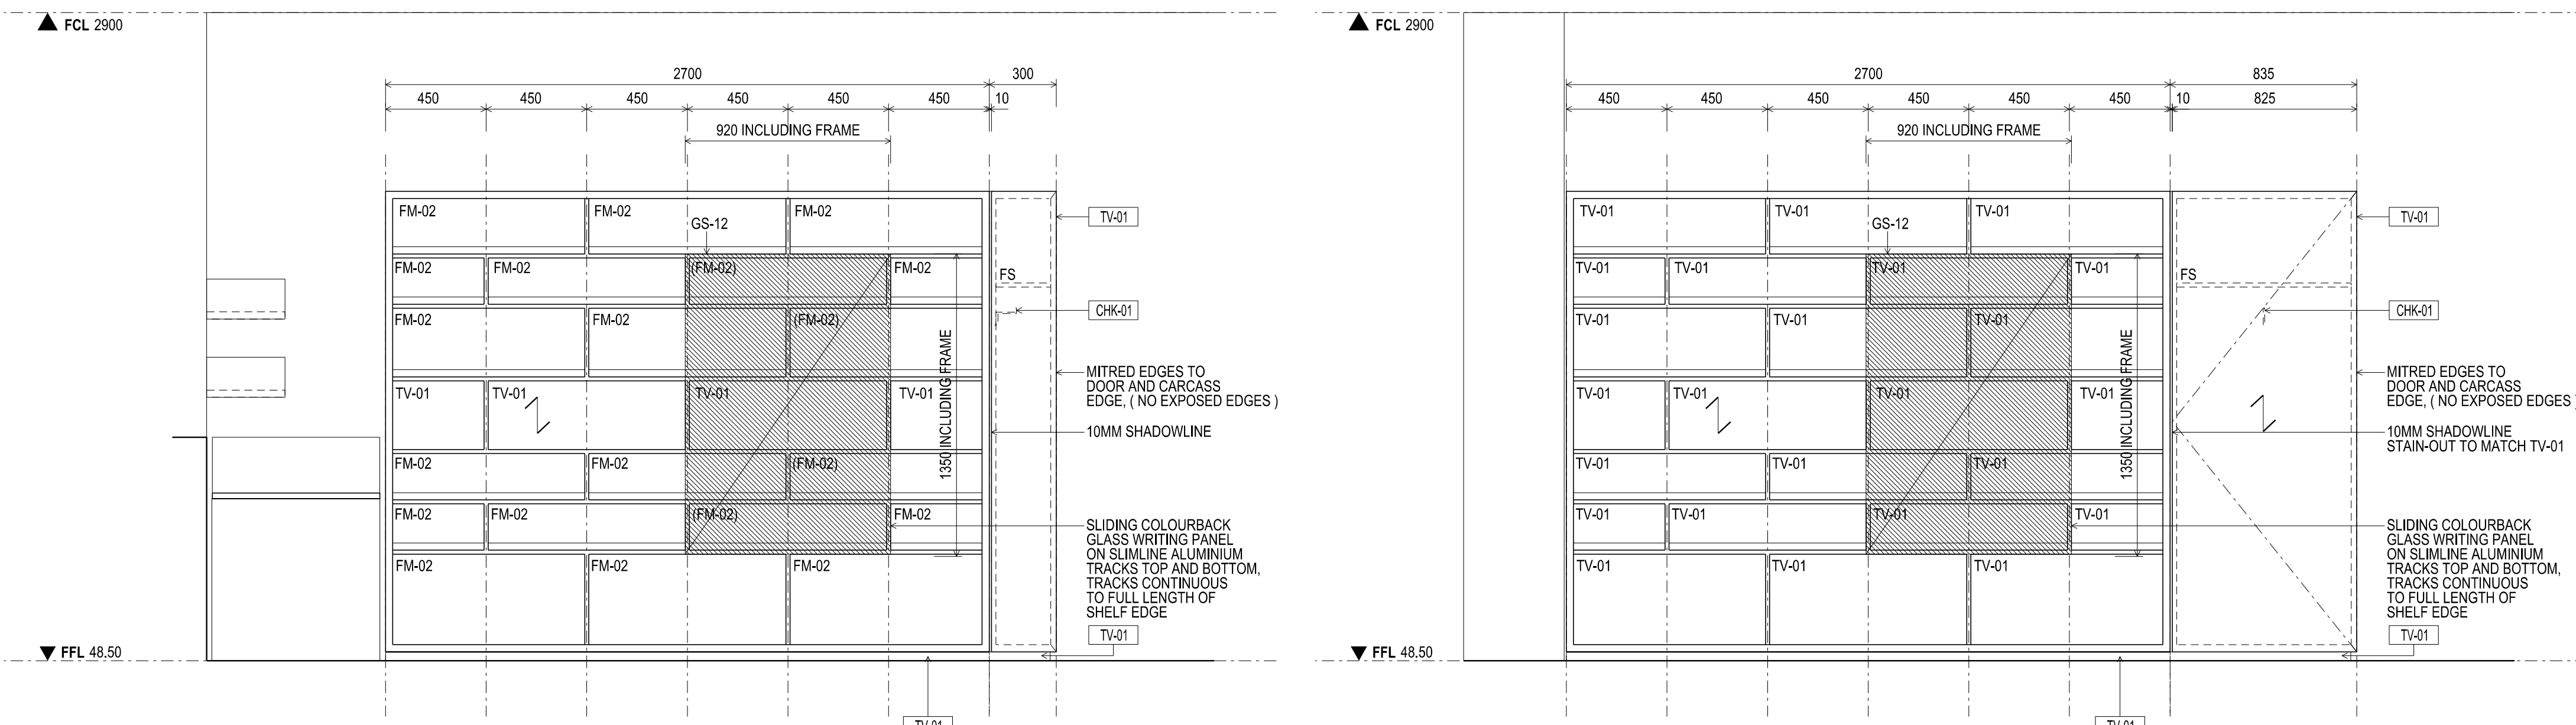 FCL 2900
2700
300
450
450
450
450
450
450
10
920 INCLUDING FRAME
FM-02
FM-02
FM-02
GS-12
TV-01
FM-02
FM-02
(FM-02)
FM-02
FS
FM-02
FM-02
(FM-02)
CHK-01
1350 INCLUDING FRAME
MITRED EDGES TO
DOOR AND CARCASS
EDGE, ( NO EXPOSED EDGES )
TV-01
TV-01
TV-01
TV-01
10MM SHADOWLINE
FM-02
FM-02
(FM-02)
FM-02
FM-02
(FM-02)
FM-02
SLIDING COLOURBACK
GLASS WRITING PANEL
ON SLIMLINE ALUMINIUM
TRACKS TOP AND BOTTOM,
TRACKS CONTINUOUS
TO FULL LENGTH OF
SHELF EDGE
FM-02
FM-02
FM-02
TV-01
FFL 48.50
TV-01
FCL 2900
2700
835
450
450
450
450
450
450
10
825
920 INCLUDING FRAME
TV-01
TV-01
TV-01
GS-12
TV-01
TV-01
TV-01
TV-01
TV-01
FS
TV-01
TV-01
TV-01
CHK-01
1350 INCLUDING FRAME
MITRED EDGES TO
DOOR AND CARCASS
EDGE, ( NO EXPOSED EDGES
TV-01
TV-01
TV-01
TV-01
10MM SHADOWLINE
STAIN-OUT TO MATCH TV-01
TV-01
TV-01
TV-01
TV-01
TV-01
TV-01
TV-01
SLIDING COLOURBACK
GLASS WRITING PANEL
ON SLIMLINE ALUMINIUM
TRACKS TOP AND BOTTOM,
TRACKS CONTINUOUS
TO FULL LENGTH OF
SHELF EDGE
TV-01
TV-01
TV-01
TV-01
FFL 48.50
TV-01